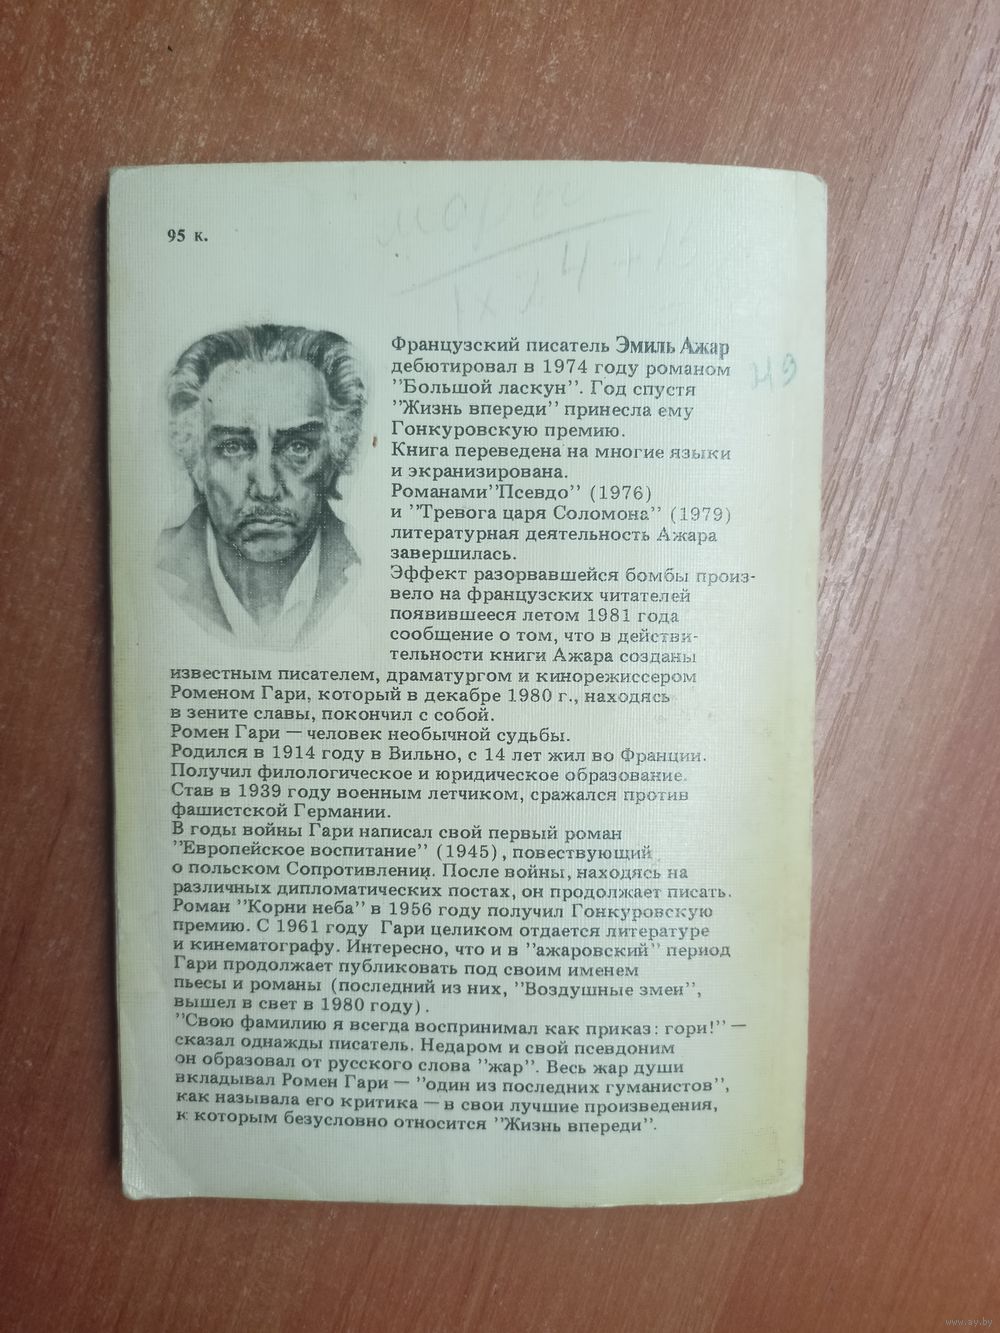 95 к.
Французский писатель Эмиль Ажар
дебютировал в 1974 году романом
"Большой ласкун". Год спустя
"Жизнь впереди" принесла ему
Гонкуровскую премию.
Книга переведена на многие языки
и экранизирована.
Романами"Псевдо" (1976)
и "Тревога царя Соломона" (1979)
литературная деятельность Ажара
завершилась.
Эффект разорвавшейся бомбы произ-
вело на французских читателей
появившееся летом 1981 года
сообщение о том, что в действи-
тельности книги Ажара созданы
известным писателем, драматургом и кинорежиссером
Роменом Гари, который в декабре 1980 г., находясь
в зените славы, покончил с собой.
Ромен Гари — человек необычной судьбы.
Родился в 1914 году в Вильно, с 14 лет жил во Франции.
Получил филологическое и юридическое образование.
Став в 1939 году военным летчиком, сражался против
фашистской Германии.
В годы войны Гари написал свой первый роман
"Европейское воспитание" (1945), повествующий
о польском Сопротивлении. После войны, находясь на
различных дипломатических постах, он продолжает писать.
Роман "Корни неба" в 1956 году получил Гонкуровскую
премию. С 1961 году Гари целиком отдается литературе
и кинематографу. Интересно, что и в "ажаровский" период
Гари продолжает публиковать под своим именем
пьесы и романы (последний из них, "Воздушные змеи",
вышел в свет в 1980 году).
"Свою фамилию я всегда воспринимал как приказ: гори!" —
сказал однажды писатель. Недаром и свой псевдоним
он образовал от русского слова "жар". Весь жар души
вкладывал Ромен Гари — "один из последних гуманистов",
как называла его критика — в свои лучшие произведения,
к которым безусловно относится "Жизнь впереди".
www.ay.by